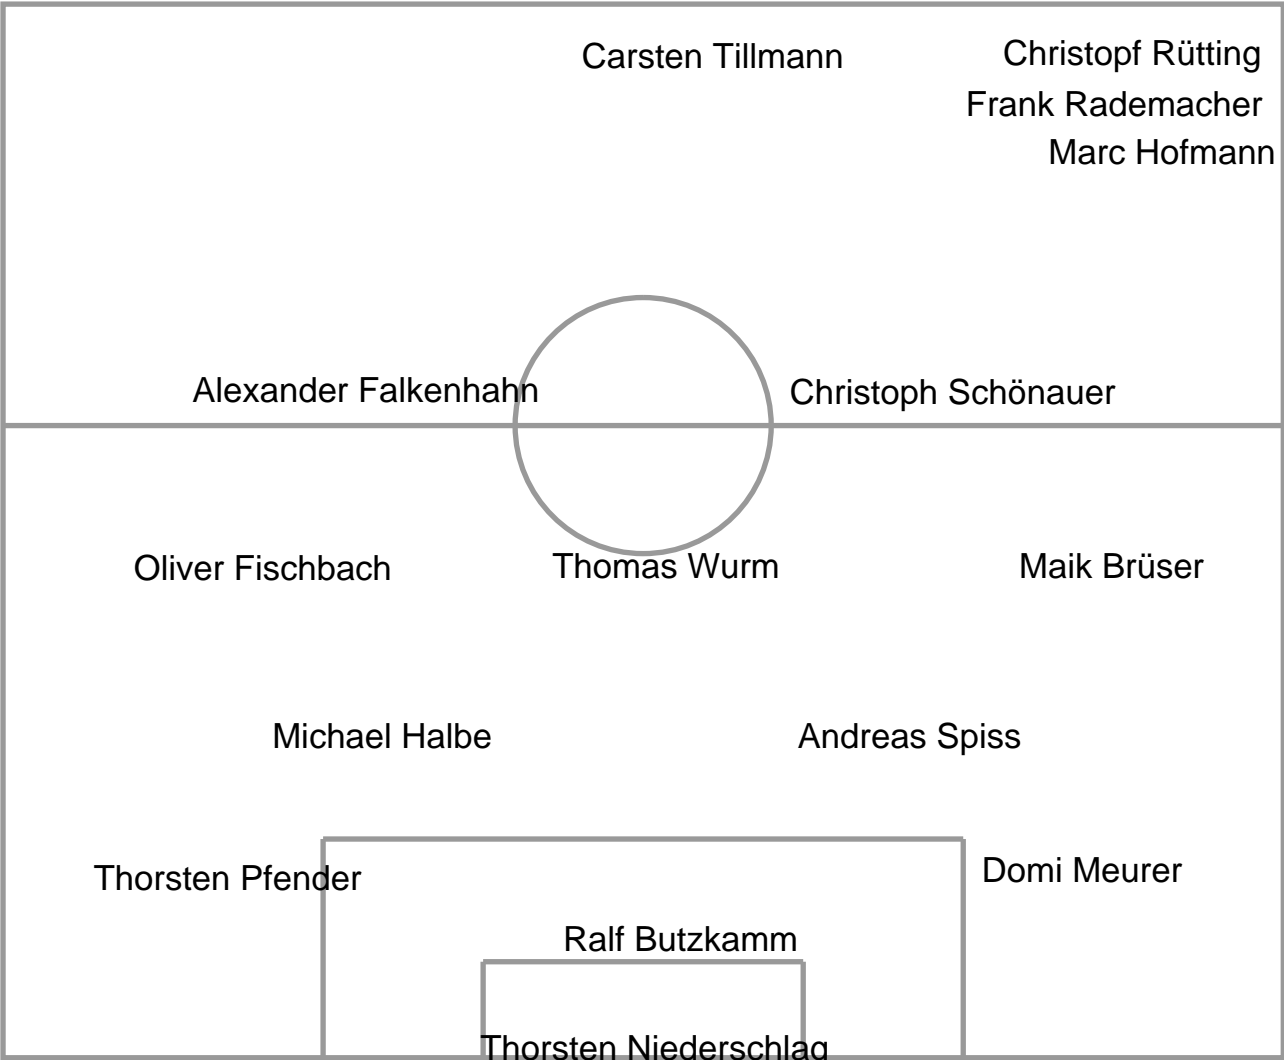 Carsten Tillmann
Christopf Rütting
Frank Rademacher
Marc Hofmann
Alexander Falkenhahn
Christoph Schönauer
Oliver Fischbach
Thomas Wurm
Maik Brüser
Michael Halbe
Andreas Spiss
Thorsten Pfender
Domi Meurer
Ralf Butzkamm
Thorsten Niederschlag